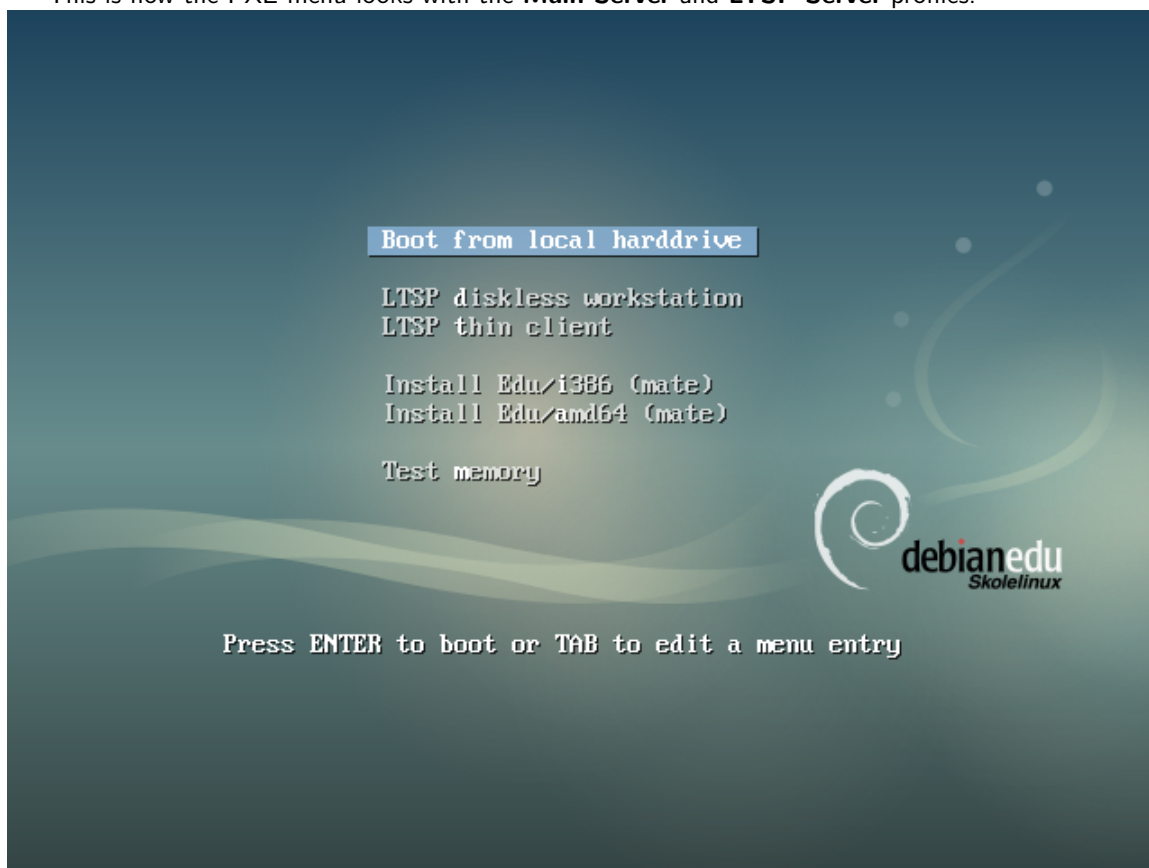 This is how the PXE menu looks with the Main Server and LTSP Server profiles:
Boot from local harddrive
LTSP diskless workstation
LTSP thin client
Install Edu/i386 (mate)
Install Edu/amd64 (mate)
Test memory
debianedu
Skolelinux
Press ENTER to boot or TAB to edit a menu entry